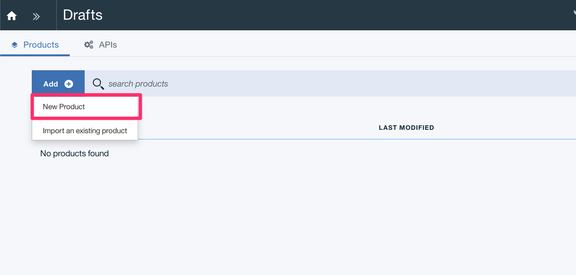 Drafts
Products
APIs
Add
search products
New Product
Import an existing product
LAST MODIFIED
No products found